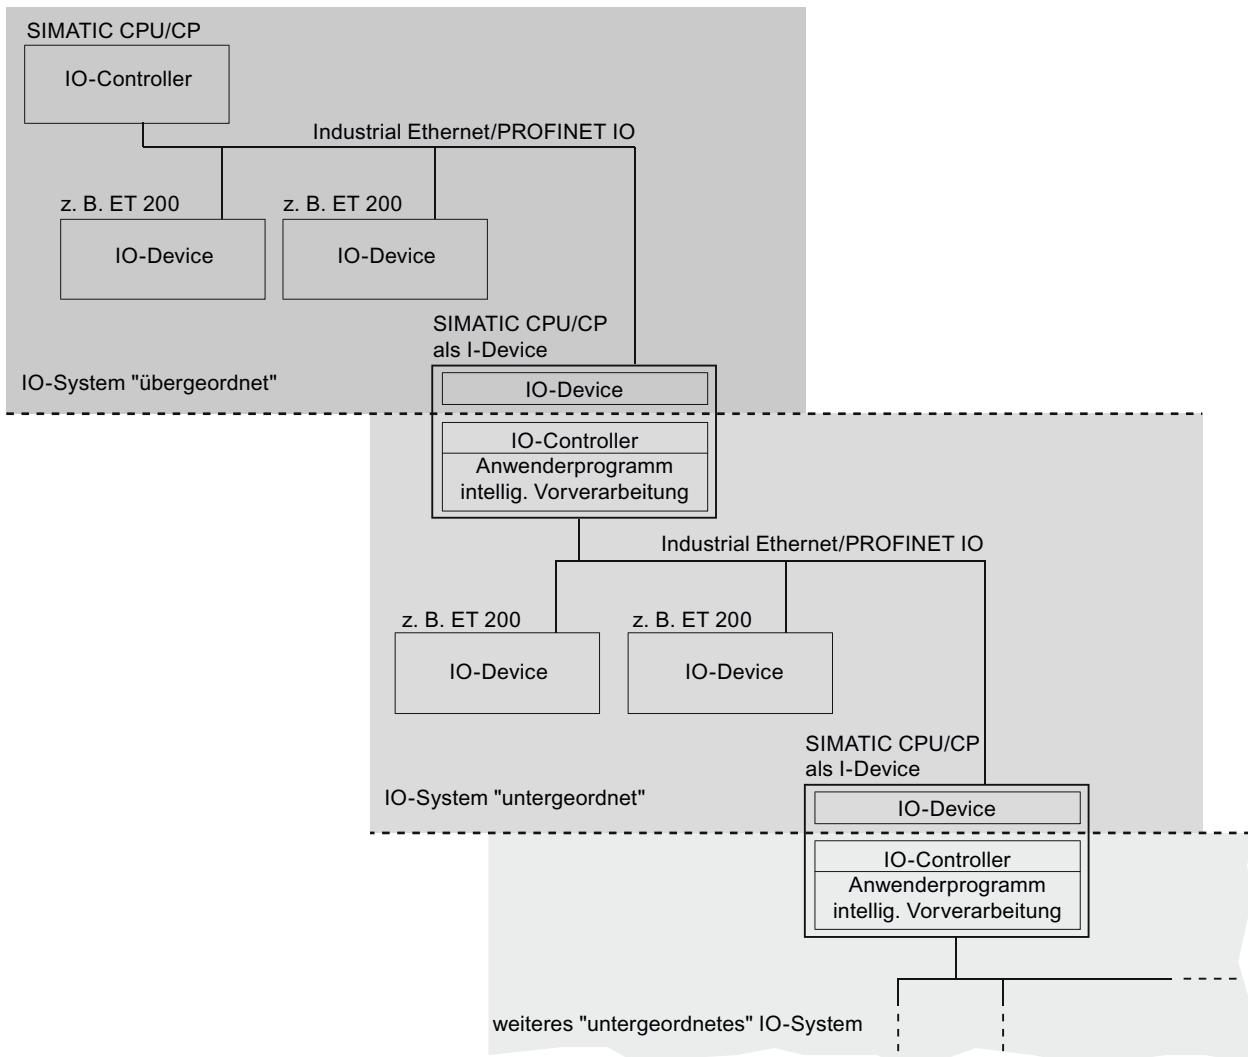 SIMATIC CPU/CP
IO-Controller
Industrial Ethernet/PROFINET IO
z. B. ET 200
z. B. ET 200
IO-Device
IO-Device
SIMATIC CPU/CP
als I-Device
IO-System "übergeordnet"
IO-Device
IO-Controller
Anwenderprogramm
intellig. Vorverarbeitung
Industrial Ethernet/PROFINET IO
z. B. ET 200
z. B. ET 200
IO-Device
IO-Device
SIMATIC CPU/CP
als I-Device
IO-System "untergeordnet"
IO-Device
IO-Controller
Anwenderprogramm
intellig. Vorverarbeitung
weiteres "untergeordnetes" IO-System